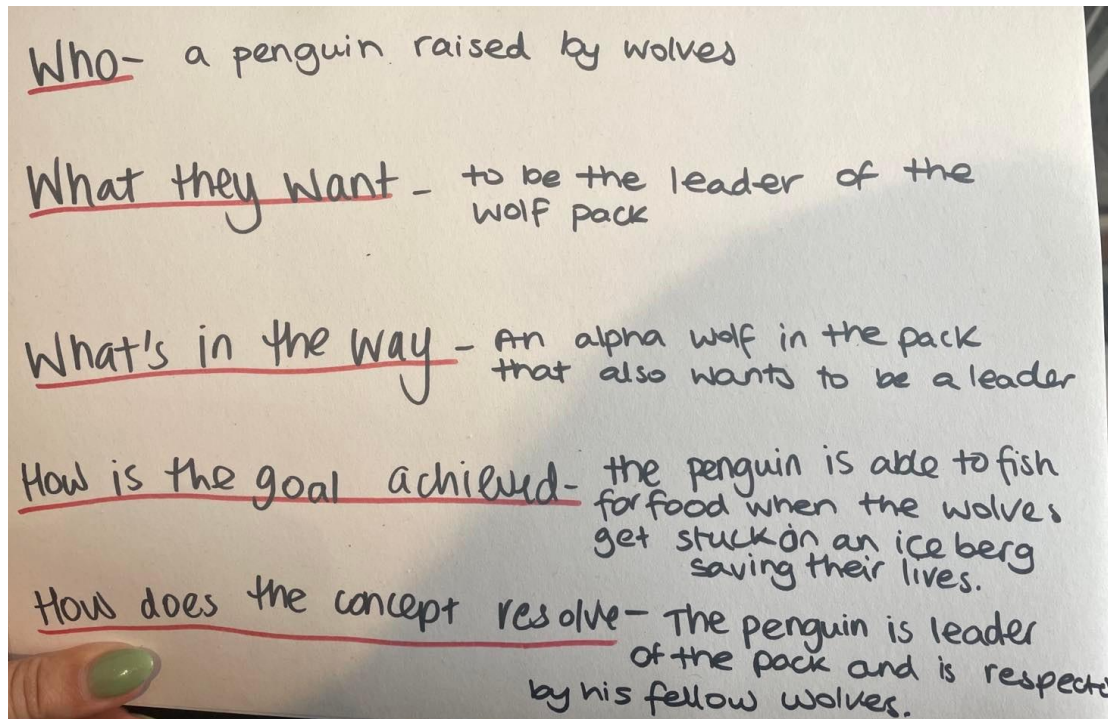 Who- a penguin raised by wolves
What they want - to be the leader of the
wolf pack
What's in the way - An alpha wolf in the pack
that also wants to be a leader
How is the goal achieved- the penguin is able to fish
for food when the wolves
get stuck on an ice berg
saving their lives.
How does the concept resolve- The penguin is leader
of the pack and is respecte
by his fellow wolves.